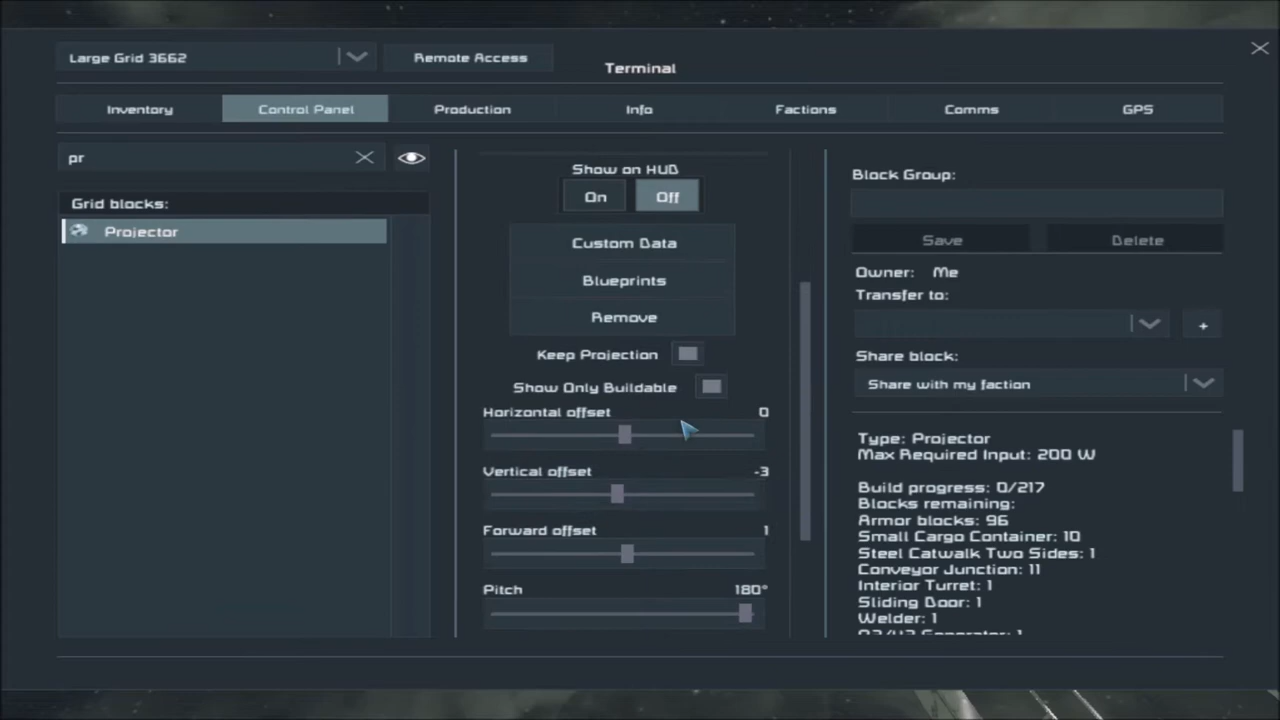 Large Grid 3662
Remote Access
Terminal
Inventory
Control Panel
Production
Info
Factions
Comms
GPS
pr
Grid blocks:
Projector
Show on HUD
On
Off
Custom Data
Blueprints
Remove
Keep Projection
Show Only Buildable
Horizontal offset 0
Vertical offset -3
Forward offset 1
Pitch 180°
Block Group:
Save
Delete
Owner: Me
Transfer to:
+
Share block:
Share with my faction
Type: Projector
Max Required Input: 200 W
Build progress: 0/217
Blocks remaining:
Armor blocks: 96
Small Cargo Container: 10
Steel Catwalk Two Sides: 1
Conveyor Junction: 11
Interior Turret: 1
Sliding Door: 1
Welder: 1
O2/H2 Generator: 1